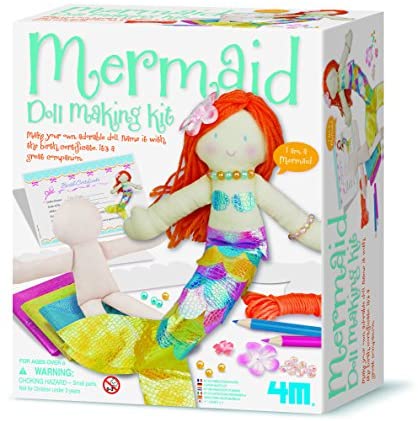 mermaid
Doll making kit
Make your own adorable doll. Name it with
the birth certificate. It's a
great companion.
I am a
Mermaid!
Birth Certificate
FOR AGES OVER 5
WARNING:
CHOKING HAZARD - Small parts.
Not for Children under 3 years
4M
mermaid
Doll making kit